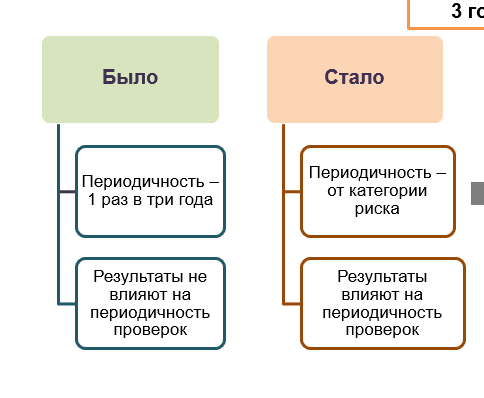 3
Было
Стало
Периодичность –
1 раз в три года
Периодичность –
от категории
риска
Результаты не
влияют на
периодичность
проверок
Результаты
влияют на
периодичность
проверок